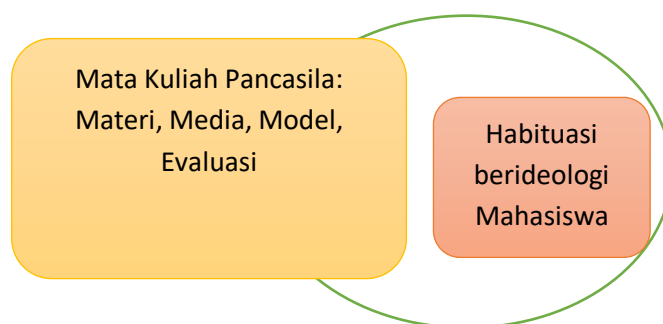 Mata Kuliah Pancasila:
Materi, Media, Model,
Evaluasi
Habituasi
berideologi
Mahasiswa